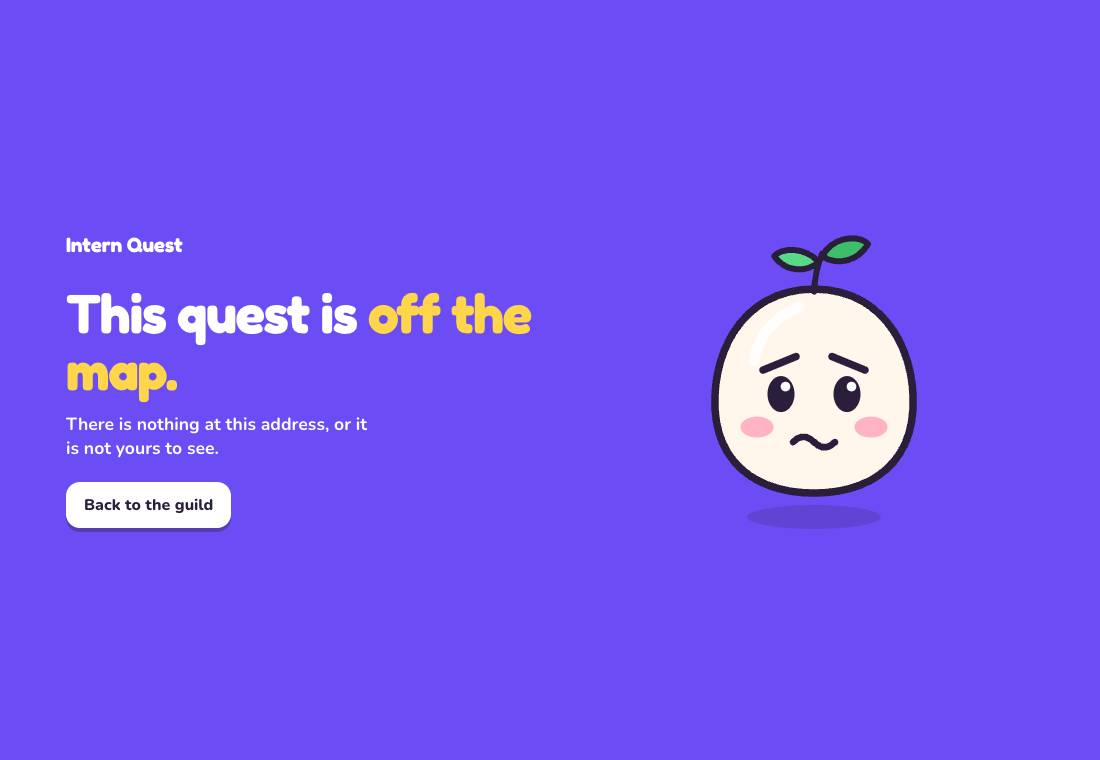 Intern Quest
This quest is off the
map.
There is nothing at this address, or it
is not yours to see.
Back to the guild